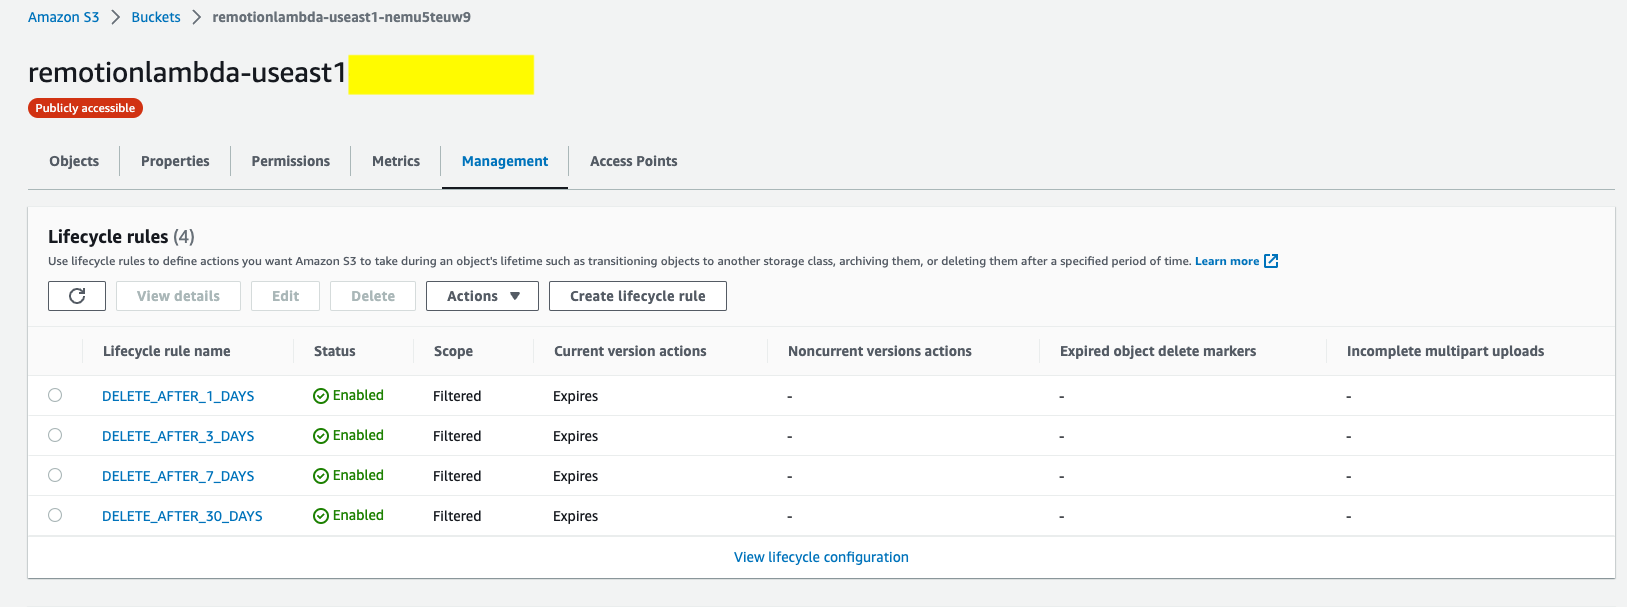 Amazon S3 > Buckets > remotionlambda-useast1-nemu5teuw9
remotionlambda-useast1
Publicly accessible
Objects Properties Permissions Metrics Management Access Points
Lifecycle rules (4)
Use lifecycle rules to define actions you want Amazon S3 to take during an object's lifetime such as transitioning objects to another storage class, archiving them, or deleting them after a specified period of time. Learn more
View details Edit Delete Actions Create lifecycle rule
Lifecycle rule name Status Scope Current version actions Noncurrent versions actions Expired object delete markers Incomplete multipart uploads
DELETE_AFTER_1_DAYS Enabled Filtered Expires - - -
DELETE_AFTER_3_DAYS Enabled Filtered Expires - - -
DELETE_AFTER_7_DAYS Enabled Filtered Expires - - -
DELETE_AFTER_30_DAYS Enabled Filtered Expires - - -
View lifecycle configuration